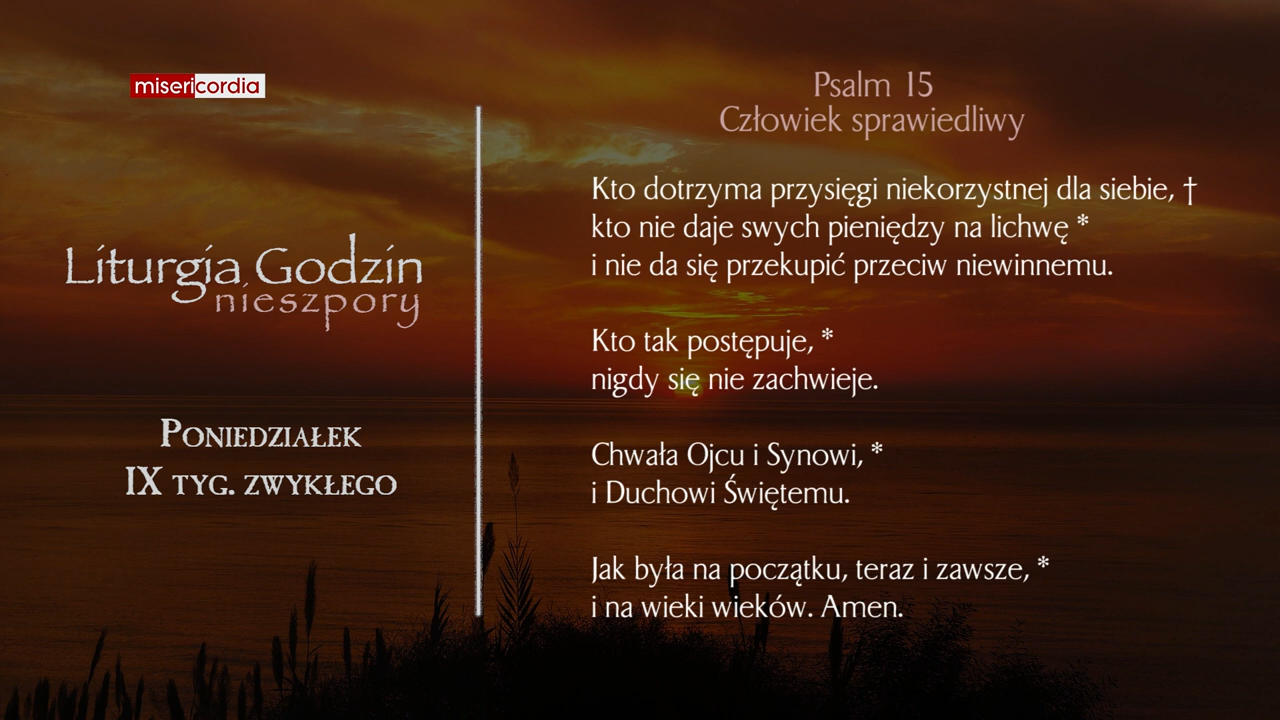 misericordia
Liturgia Godzin
nieszpory
Poniedziałek
IX tyg. zwykłego
Psalm 15
Człowiek sprawiedliwy
Kto dotrzyma przysięgi niekorzystnej dla siebie, †
kto nie daje swych pieniędzy na lichwę *
i nie da się przekupić przeciw niewinnemu.
Kto tak postępuje, *
nigdy się nie zachwieje.
Chwała Ojcu i Synowi, *
i Duchowi Świętemu.
Jak była na początku, teraz i zawsze, *
i na wieki wieków. Amen.